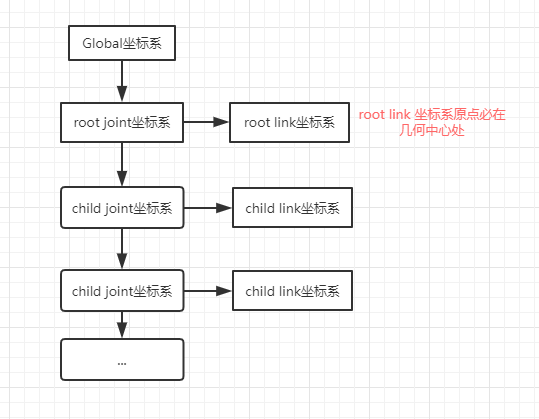 Global坐标系
root joint坐标系
root link坐标系
root link 坐标系原点必在
几何中心处
child joint坐标系
child link坐标系
child joint坐标系
child link坐标系
...